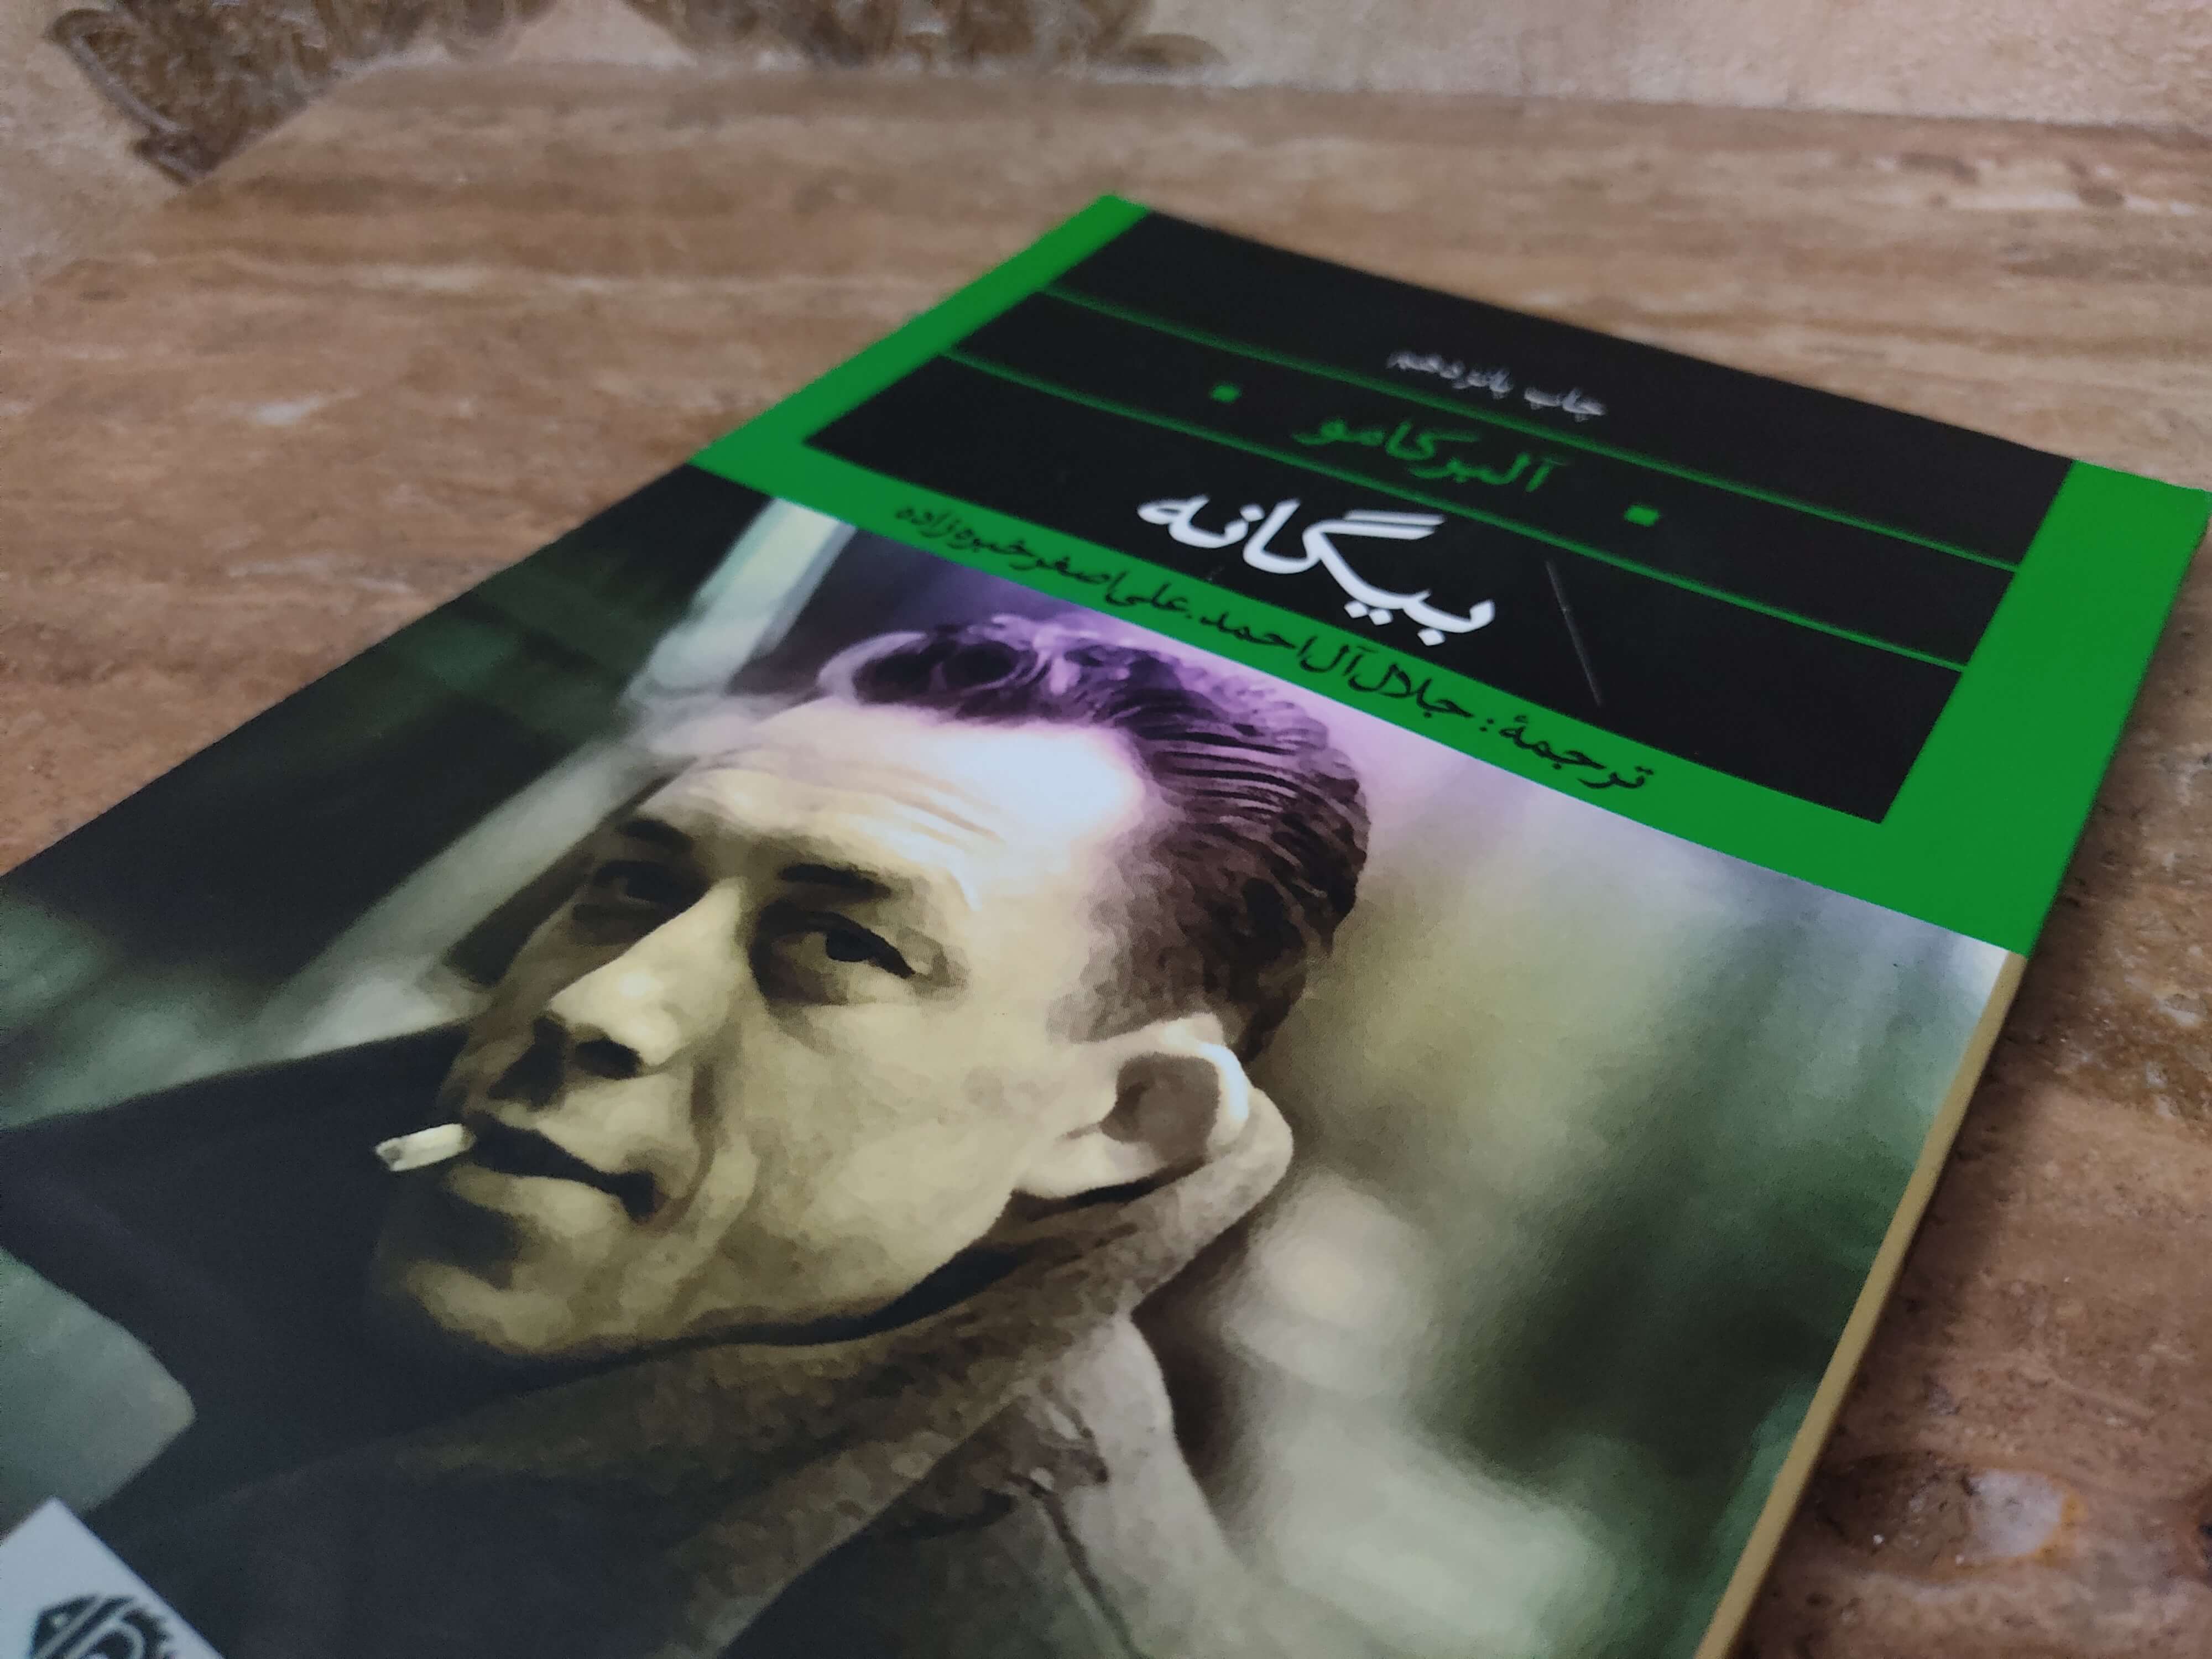 چاپ پانزدهم
آلبر کامو
بیگانه
ترجمهٔ: جلال آل احمد. علی اصغر خبره زاده